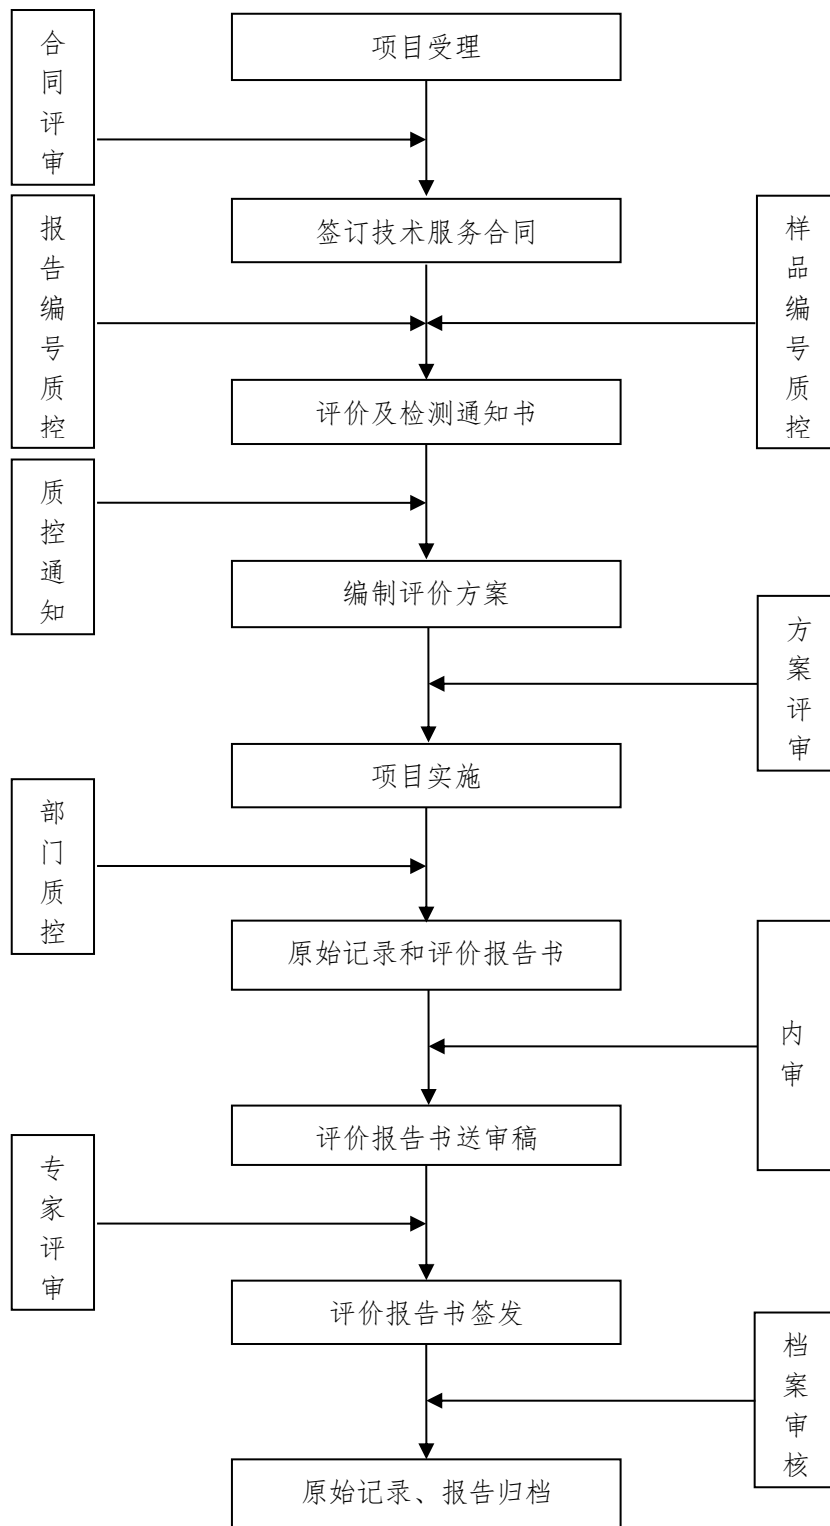 项目受理
合同评审
签订技术服务合同
报告编号质控
样品编号质控
评价及检测通知书
质控通知
编制评价方案
方案评审
项目实施
部门质控
原始记录和评价报告书
内审
评价报告书送审稿
专家评审
评价报告书签发
档案审核
原始记录、报告归档